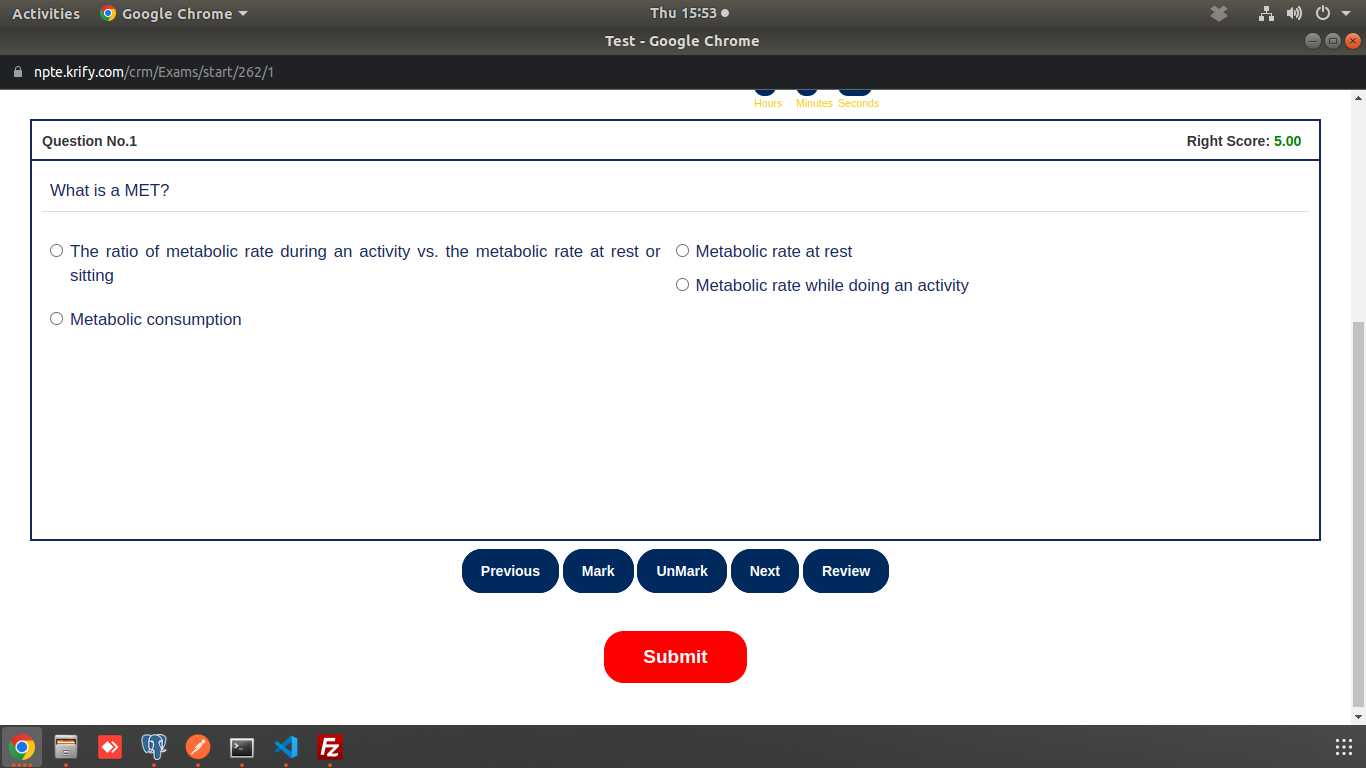 Activities Google Chrome Thu 15:53
Test - Google Chrome
npte.krify.com/crm/Exams/start/262/1
Hours Minutes Seconds
Question No.1 Right Score: 5.00
What is a MET?
The ratio of metabolic rate during an activity vs. the metabolic rate at rest or
sitting
Metabolic rate at rest
Metabolic rate while doing an activity
Metabolic consumption
Previous Mark UnMark Next Review
Submit